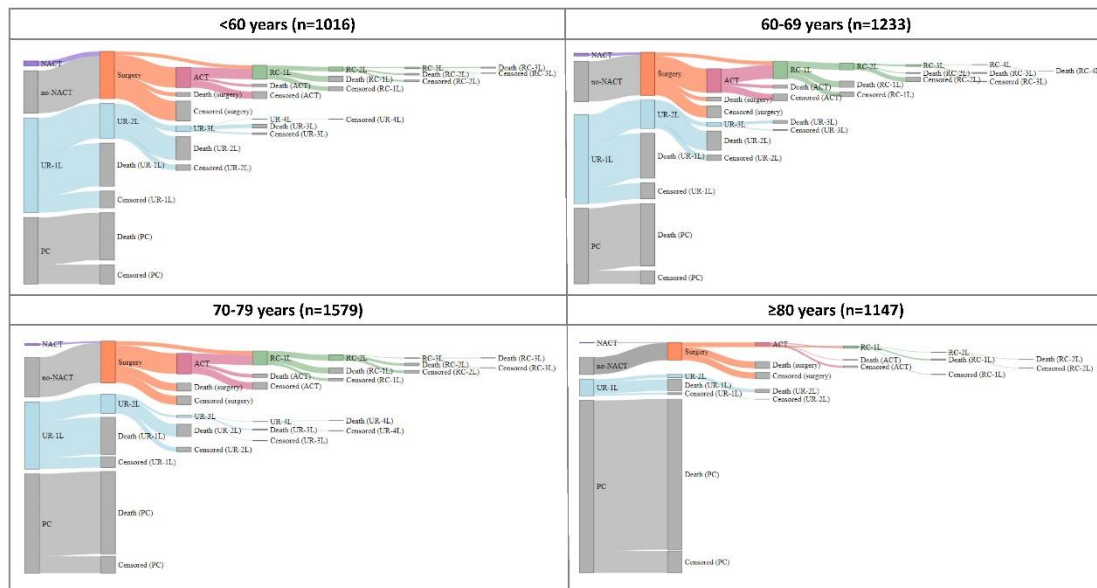 <60 years (n=1016)
NACT
no-NACT
UR-1L
PC
Surgery
UR-2L
Death (UR-1L)
Censored (UR-1L)
Death (PC)
Censored (PC)
ACT
Death (surgery)
Censored (surgery)
UR-3L
Death (UR-2L)
Censored (UR-2L)
RC-1L
Death (ACT)
Censored (ACT)
UR-4L
Death (UR-3L)
Censored (UR-3L)
RC-2L
Death (RC-1L)
Censored (RC-1L)
Censored (UR-4L)
RC-3L
Death (RC-2L)
Censored (RC-2L)
Death (RC-3L)
Censored (RC-3L)
60-69 years (n=1233)
NACT
no-NACT
UR-1L
PC
Surgery
UR-2L
Death (UR-1L)
Censored (UR-1L)
Death (PC)
Censored (PC)
ACT
Death (surgery)
Censored (surgery)
UR-3L
Death (UR-2L)
Censored (UR-2L)
RC-1L
Death (ACT)
Censored (ACT)
Death (UR-3L)
Censored (UR-3L)
RC-2L
Death (RC-1L)
Censored (RC-1L)
RC-3L
Death (RC-2L)
Censored (RC-2L)
RC-4L
Death (RC-3L)
Censored (RC-3L)
Death (RC-4L)
70-79 years (n=1579)
NACT
no-NACT
UR-1L
PC
Surgery
UR-2L
Death (UR-1L)
Censored (UR-1L)
Death (PC)
Censored (PC)
ACT
Death (surgery)
Censored (surgery)
UR-3L
Death (UR-2L)
Censored (UR-2L)
RC-1L
Death (ACT)
Censored (ACT)
UR-4L
Death (UR-3L)
Censored (UR-3L)
RC-2L
Death (RC-1L)
Censored (RC-1L)
Death (UR-4L)
Censored (UR-4L)
RC-3L
Death (RC-2L)
Censored (RC-2L)
Death (RC-3L)
Censored (RC-3L)
≥80 years (n=1147)
NACT
no-NACT
UR-1L
PC
Surgery
UR-2L
Death (UR-1L)
Censored (UR-1L)
Death (PC)
Censored (PC)
ACT
Death (surgery)
Censored (surgery)
Death (UR-2L)
Censored (UR-2L)
RC-1L
Death (ACT)
Censored (ACT)
RC-2L
Death (RC-1L)
Censored (RC-1L)
Death (RC-2L)
Censored (RC-2L)